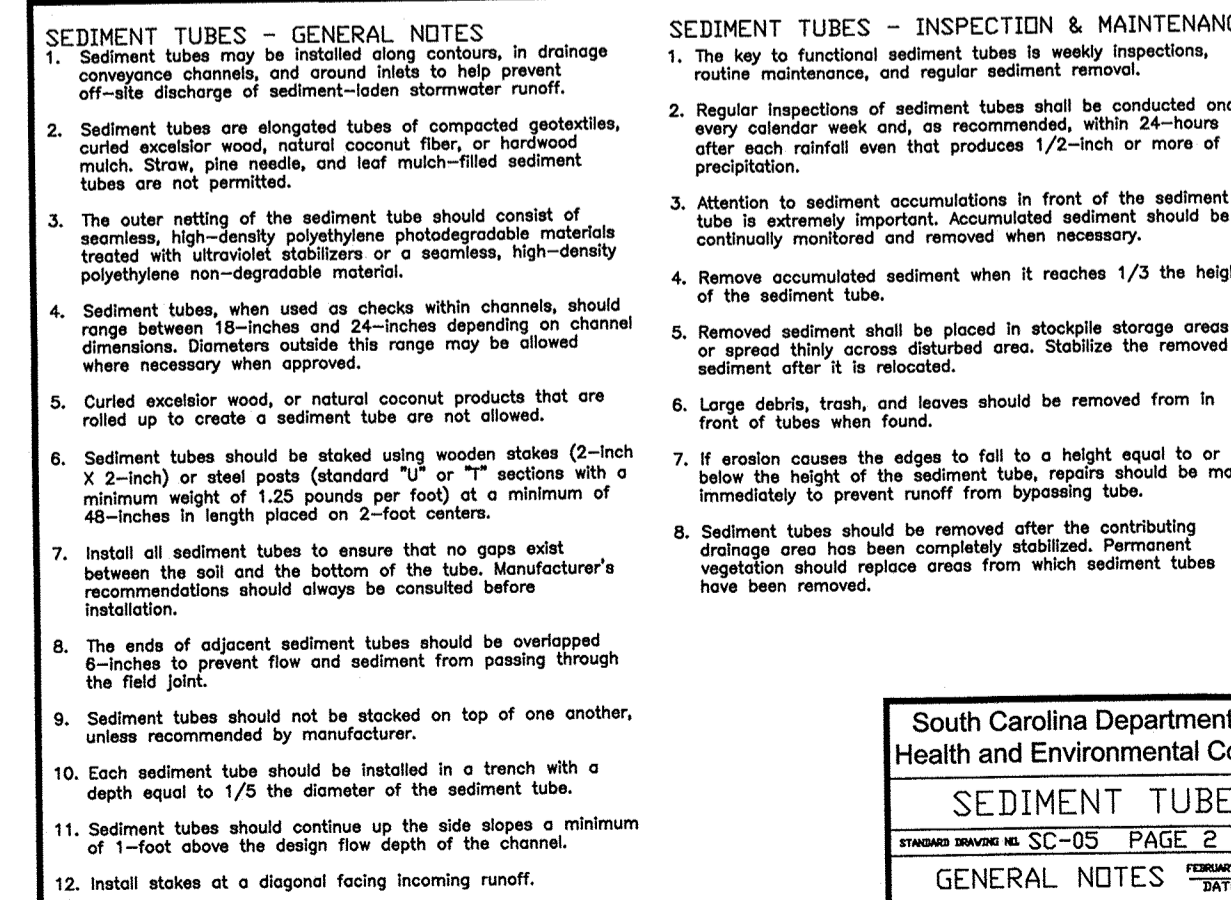 SEDIMENT TUBES - GENERAL NOTES
1. Sediment tubes may be installed along contours, in drainage
conveyance channels, and around inlets to help prevent
off-site discharge of sediment-laden stormwater runoff.
2. Sediment tubes are elongated tubes of compacted geotextiles,
curled excelsior wood, natural coconut fiber, or hardwood
mulch. Straw, pine needle, and leaf mulch-filled sediment
tubes are not permitted.
3. The outer netting of the sediment tube should consist of
seamless, high-density polyethylene photodegradable materials
treated with ultraviolet stabilizers or a seamless, high-density
polyethylene non-degradable material.
4. Sediment tubes, when used as checks within channels, should
range between 18-inches and 24-inches depending on channel
dimensions. Diameters outside this range may be allowed
where necessary when approved.
5. Curled excelsior wood, or natural coconut products that are
rolled up to create a sediment tube are not allowed.
6. Sediment tubes should be staked using wooden stakes (2-inch
X 2-inch) or steel posts (standard "U" or "T" sections with a
minimum weight of 1.25 pounds per foot) at a minimum of
48-inches in length placed on 2-foot centers.
7. Install all sediment tubes to ensure that no gaps exist
between the soil and the bottom of the tube. Manufacturer's
recommendations should always be consulted before
installation.
8. The ends of adjacent sediment tubes should be overlapped
6-inches to prevent flow and sediment from passing through
the field joint.
9. Sediment tubes should not be stacked on top of one another,
unless recommended by manufacturer.
10. Each sediment tube should be installed in a trench with a
depth equal to 1/5 the diameter of the sediment tube.
11. Sediment tubes should continue up the side slopes a minimum
of 1-foot above the design flow depth of the channel.
12. Install stakes at a diagonal facing incoming runoff.
SEDIMENT TUBES - INSPECTION & MAINTENANC
1. The key to functional sediment tubes is weekly inspections,
routine maintenance, and regular sediment removal.
2. Regular inspections of sediment tubes shall be conducted onc
every calendar week and, as recommended, within 24-hours
after each rainfall even that produces 1/2-inch or more of
precipitation.
3. Attention to sediment accumulations in front of the sediment
tube is extremely important. Accumulated sediment should be
continually monitored and removed when necessary.
4. Remove accumulated sediment when it reaches 1/3 the heigh
of the sediment tube.
5. Removed sediment shall be placed in stockpile storage areas
or spread thinly across disturbed area. Stabilize the removed
sediment after it is relocated.
6. Large debris, trash, and leaves should be removed from in
front of tubes when found.
7. If erosion causes the edges to fall to a height equal to or
below the height of the sediment tube, repairs should be ma
immediately to prevent runoff from bypassing tube.
8. Sediment tubes should be removed after the contributing
drainage area has been completely stabilized. Permanent
vegetation should replace areas from which sediment tubes
have been removed.
South Carolina Department
Health and Environmental Co
SEDIMENT TUBE
STANDARD DRAWING NO. SC-05 PAGE 2
GENERAL NOTES FEBRUAR
DAT